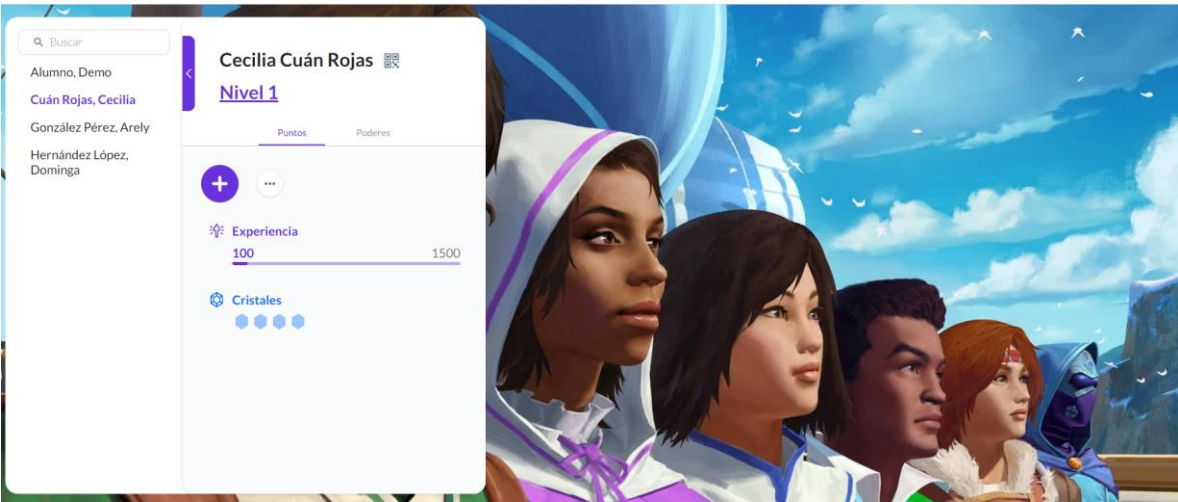 Buscar
Alumno, Demo
Cuán Rojas, Cecilia
González Pérez, Arely
Hernández López,
Dominga
Cecilia Cuán Rojas
Nivel 1
Puntos Poderes
Experiencia
100 1500
Cristales